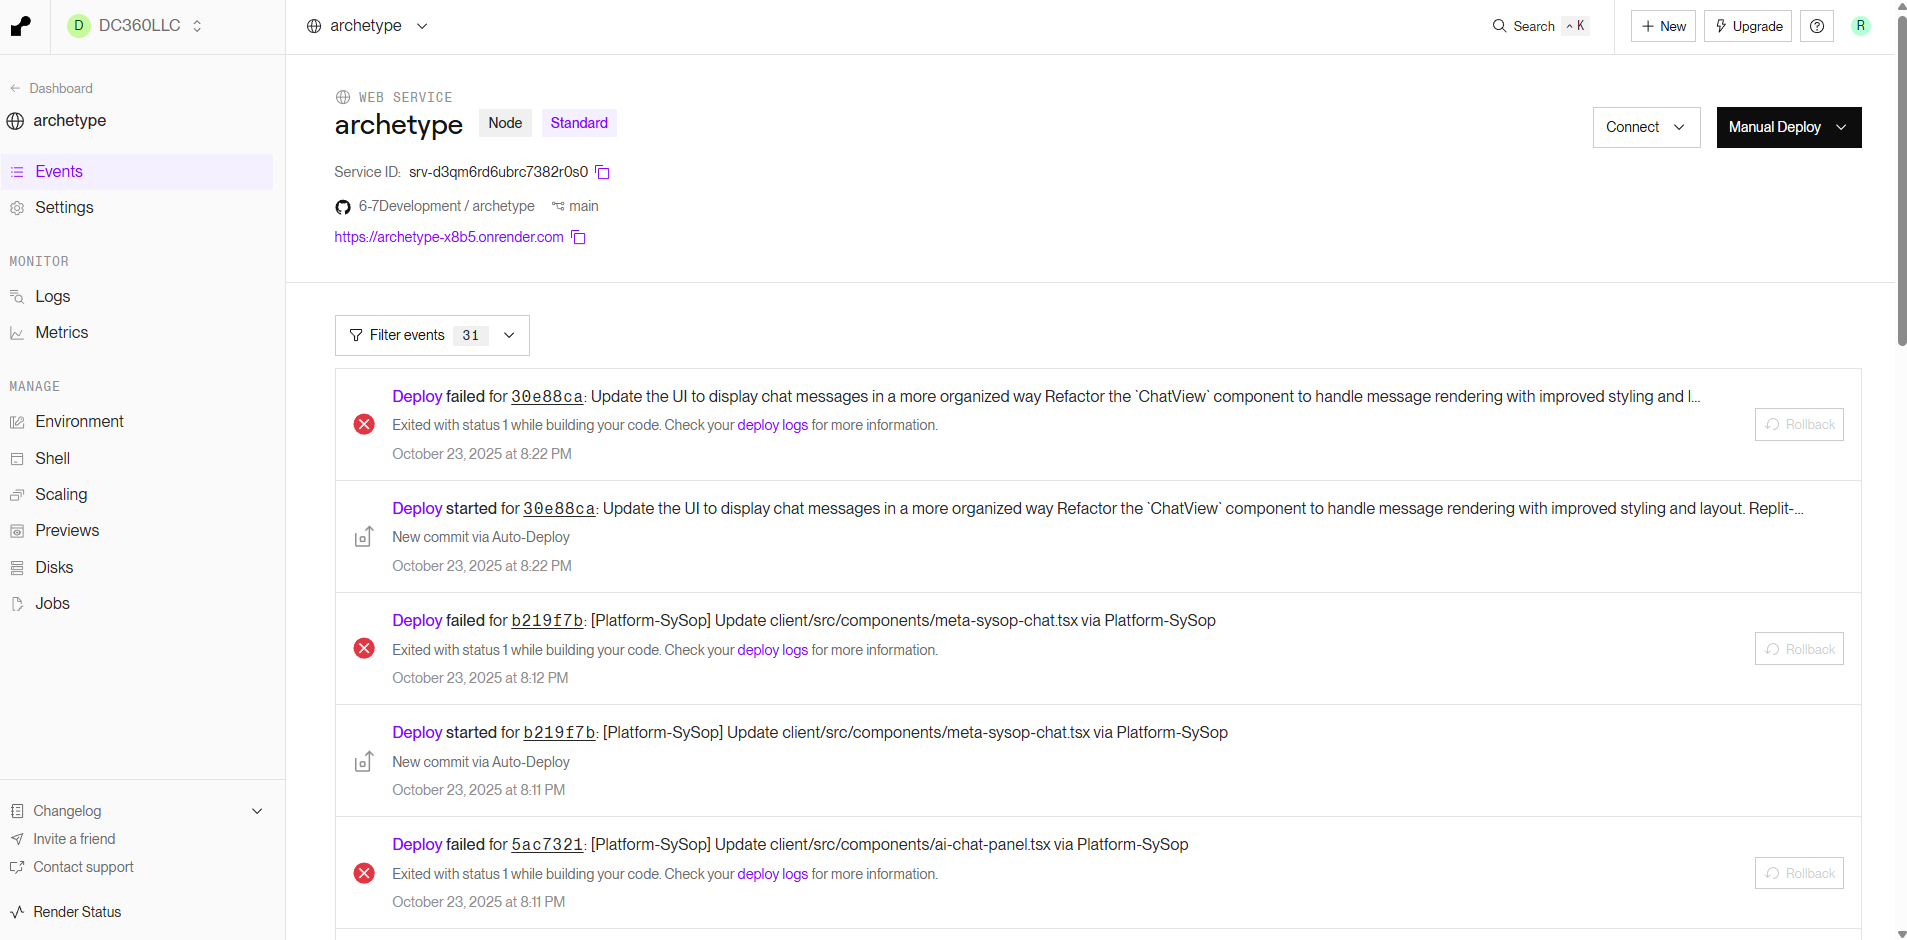 D DC360LLC
archetype
Search ^ K
+ New
Upgrade
R
Dashboard
archetype
Events
Settings
MONITOR
Logs
Metrics
MANAGE
Environment
Shell
Scaling
Previews
Disks
Jobs
Changelog
Invite a friend
Contact support
Render Status
WEB SERVICE
archetype Node Standard
Connect
Manual Deploy
Service ID: srv-d3qm6rd6ubrc7382r0s0
6-7Development / archetype main
https://archetype-x8b5.onrender.com
Filter events 31
Deploy failed for 30e88ca: Update the UI to display chat messages in a more organized way Refactor the `ChatView` component to handle message rendering with improved styling and l...
Exited with status 1 while building your code. Check your deploy logs for more information.
October 23, 2025 at 8:22 PM
Rollback
Deploy started for 30e88ca: Update the UI to display chat messages in a more organized way Refactor the `ChatView` component to handle message rendering with improved styling and layout. Replit-...
New commit via Auto-Deploy
October 23, 2025 at 8:22 PM
Deploy failed for b219f7b: [Platform-SySop] Update client/src/components/meta-sysop-chat.tsx via Platform-SySop
Exited with status 1 while building your code. Check your deploy logs for more information.
October 23, 2025 at 8:12 PM
Rollback
Deploy started for b219f7b: [Platform-SySop] Update client/src/components/meta-sysop-chat.tsx via Platform-SySop
New commit via Auto-Deploy
October 23, 2025 at 8:11 PM
Deploy failed for 5ac7321: [Platform-SySop] Update client/src/components/ai-chat-panel.tsx via Platform-SySop
Exited with status 1 while building your code. Check your deploy logs for more information.
October 23, 2025 at 8:11 PM
Rollback